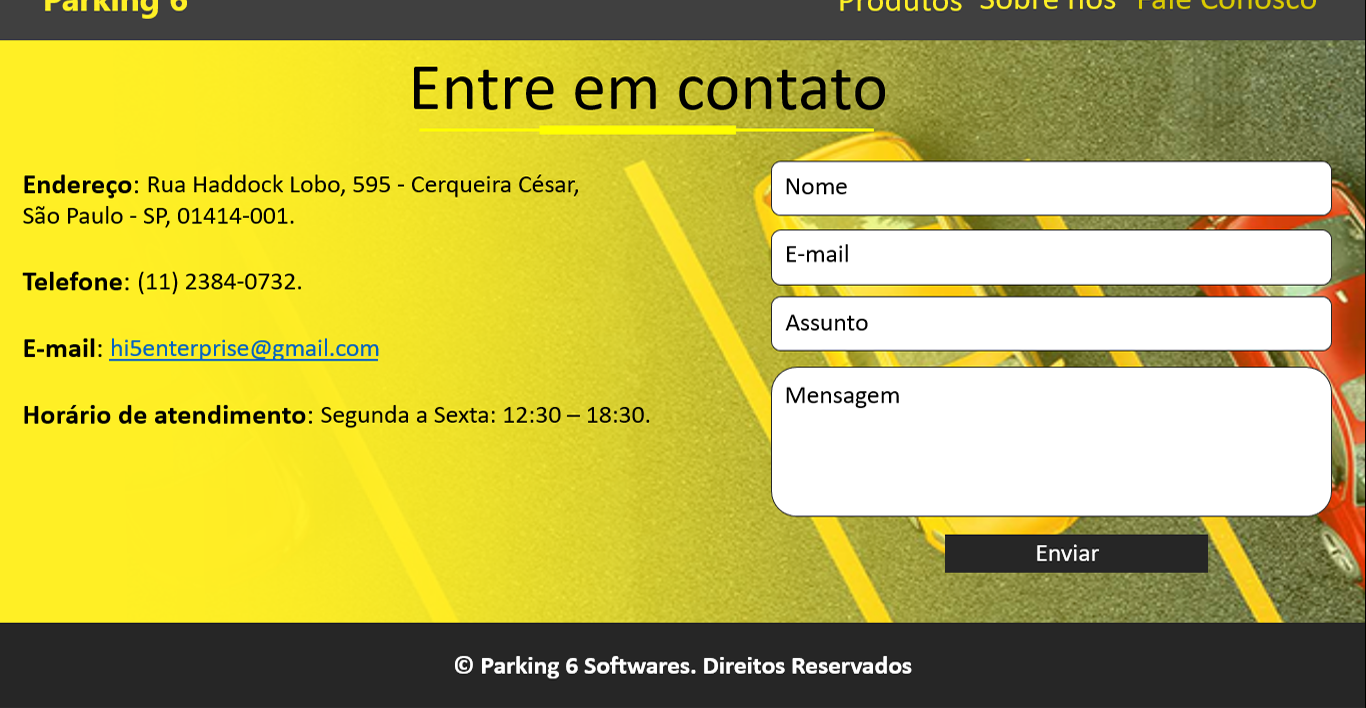 Parking 6
Produtos Sobre nós Fale Conosco
Entre em contato
Endereço: Rua Haddock Lobo, 595 - Cerqueira César,
São Paulo - SP, 01414-001.
Telefone: (11) 2384-0732.
E-mail: hi5enterprise@gmail.com
Horário de atendimento: Segunda a Sexta: 12:30 – 18:30.
Nome
E-mail
Assunto
Mensagem
Enviar
© Parking 6 Softwares. Direitos Reservados